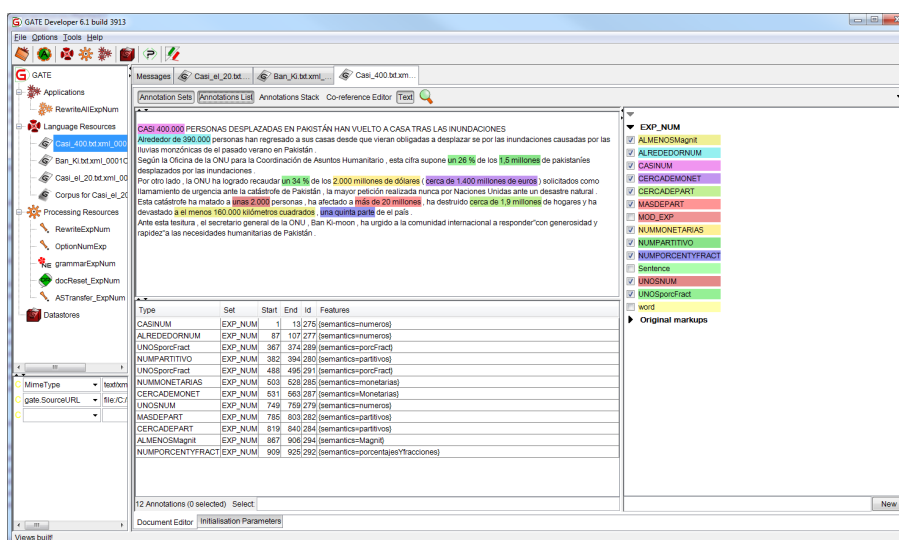 GATE Developer 6.1 build 3913
File Options Tools Help
GATE
Applications
RewriteAllExpNum
Language Resources
Casi_400.txt.xml_000
Ban_Ki.txt.xml_0001C
Casi_el_20.txt.xml_00
Corpus for Casi_el_20
Processing Resources
RewriteExpNum
OptionNumExp
NE grammarExpNum
docReset_ExpNum
ASTransfer_ExpNum
Datastores
C MimeType text/xm
C gate.SourceURL file:/C:/
C
Messages Casi_el_20.txt.... Ban_Ki.txt.xml_... Casi_400.txt.xm...
Annotation Sets Annotations List Annotations Stack Co-reference Editor Text
CASI 400.000 PERSONAS DESPLAZADAS EN PAKISTÁN HAN VUELTO A CASA TRAS LAS INUNDACIONES
Alrededor de 390.000 personas han regresado a sus casas desde que vieran obligadas a desplazar se por las inundaciones causadas por las
lluvias monzónicas de el pasado verano en Pakistán .
Según la Oficina de la ONU para la Coordinación de Asuntos Humanitario , esta cifra supone un 26 % de los 1,5 millones de pakistaníes
desplazados por las inundaciones .
Por otro lado , la ONU ha logrado recaudar un 34 % de los 2.000 millones de dólares ( cerca de 1.400 millones de euros ) solicitados como
llamamiento de urgencia ante la catástrofe de Pakistán , la mayor petición realizada nunca por Naciones Unidas ante un desastre natural .
Esta catástrofe ha matado a unas 2.000 personas , ha afectado a más de 20 millones , ha destruido cerca de 1,9 millones de hogares y ha
devastado a el menos 160.000 kilómetros cuadrados , una quinta parte de el país .
Ante esta tesitura , el secretario general de la ONU , Ban Ki-moon , ha urgido a la comunidad internacional a responder"con generosidad y
rapidez"a las necesidades humanitarias de Pakistán .
Type Set Start End Id Features
CASINUM EXP_NUM 1 13 275 {semantics=numeros}
ALREDEDORNUM EXP_NUM 87 107 277 {semantics=numeros}
UNOSporFract EXP_NUM 367 374 289 {semantics=porcFract}
NUMPARTITIVO EXP_NUM 382 394 280 {semantics=partitivos}
UNOSporFract EXP_NUM 488 496 291 {semantics=porcFract}
NUMMONETARIAS EXP_NUM 503 528 285 {semantics=monetarias}
CERCADEMONET EXP_NUM 531 563 287 {semantics=Monetarias}
UNOSNUM EXP_NUM 749 759 279 {semantics=numeros}
MASDEPART EXP_NUM 785 803 282 {semantics=partitivos}
CERCADEPART EXP_NUM 819 840 284 {semantics=partitivos}
ALMENOSMagnit EXP_NUM 867 906 294 {semantics=Magnit}
NUMPORCENTYFRACT EXP_NUM 909 925 292 {semantics=porcentajesYfracciones}
12 Annotations (0 selected) Select:
Document Editor Initialisation Parameters
EXP_NUM
ALMENOSMagnit
ALREDEDORNUM
CASINUM
CERCADEMONET
CERCADEPART
MASDEPART
MOD_EXP
NUMMONETARIAS
NUMPARTITIVO
NUMPORCENTYFRACT
Sentence
UNOSNUM
UNOSporFract
word
Original markups
New
Views built!